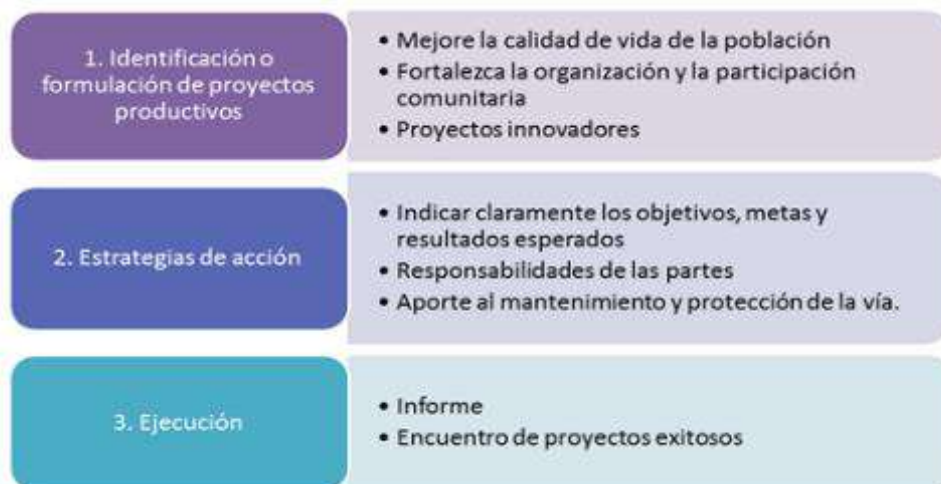 1. Identificación o
formulación de proyectos
productivos
• Mejore la calidad de vida de la población
• Fortalezca la organización y la participación
comunitaria
• Proyectos innovadores
2. Estrategias de acción
• Indicar claramente los objetivos, metas y
resultados esperados
• Responsabilidades de las partes
• Aporte al mantenimiento y protección de la vía.
3. Ejecución
• Informe
• Encuentro de proyectos exitosos